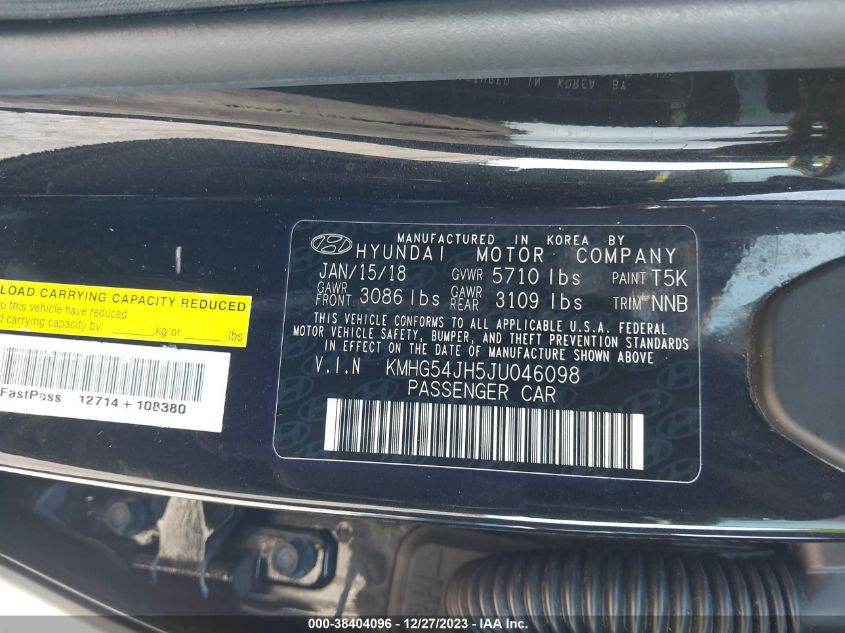 MANUFACTURED IN KOREA BY
HYUNDAI MOTOR COMPANY
JAN/15/18 GVWR 5710 lbs PAINT T5K
GAWR FRONT 3086 lbs GAWR REAR 3109 lbs TRIM NNB
THIS VEHICLE CONFORMS TO ALL APPLICABLE U.S.A. FEDERAL
MOTOR VEHICLE SAFETY, BUMPER, AND THEFT PREVENTION STANDARDS
IN EFFECT ON THE DATE OF MANUFACTURE SHOWN ABOVE.
V.I.N KMHG54JH5JU046098
PASSENGER CAR
LOAD CARRYING CAPACITY REDUCED
to this vehicle have reduced
carrying capacity by: ____ kg or ____ lbs
FastPass 12714 + 108380
000-38404096 - 12/27/2023 - IAA Inc.